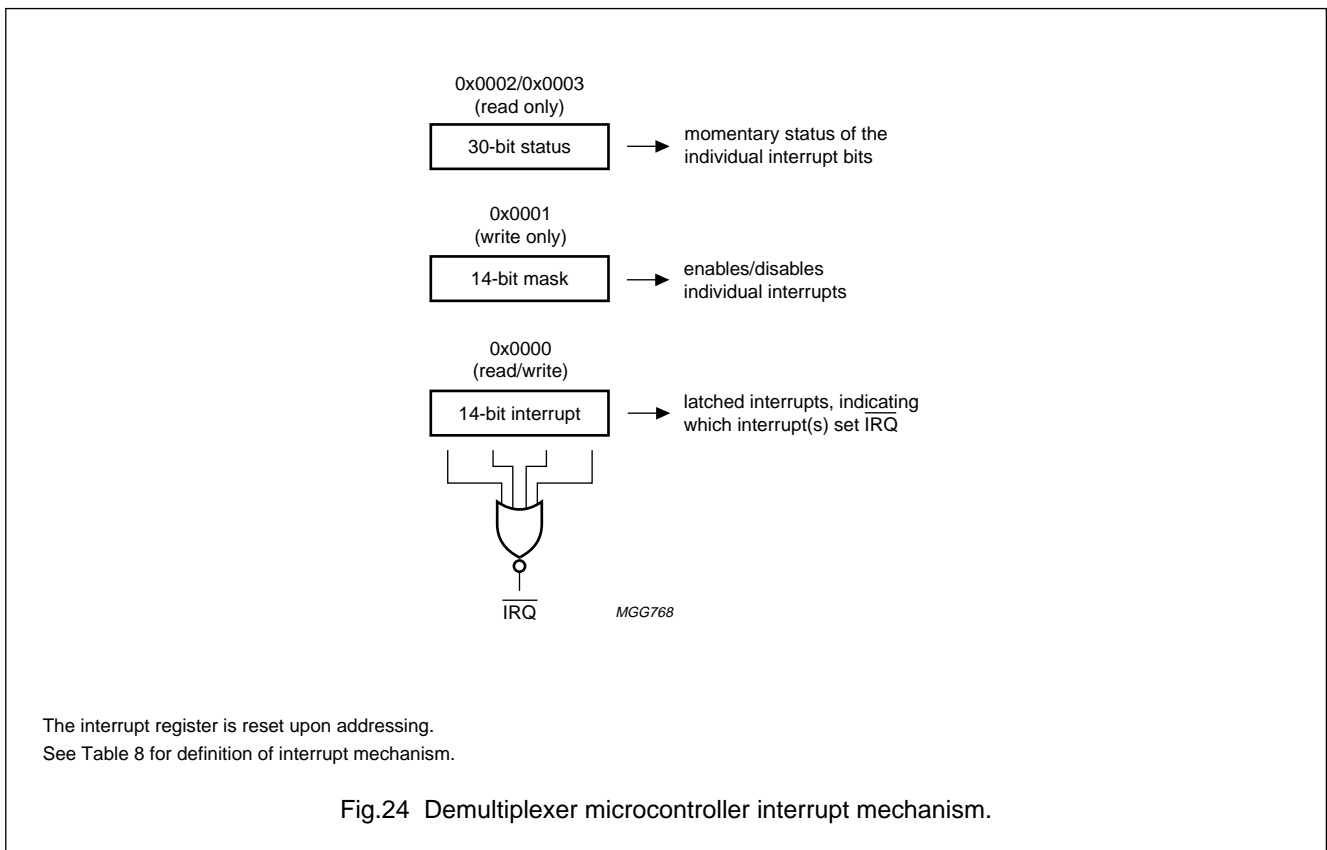 0x0002/0x0003
(read only)
30-bit status
momentary status of the
individual interrupt bits
0x0001
(write only)
14-bit mask
enables/disables
individual interrupts
0x0000
(read/write)
14-bit interrupt
latched interrupts, indicating
which interrupt(s) set I̅R̅Q̅
I̅R̅Q̅
MGG768
The interrupt register is reset upon addressing.
See Table 8 for definition of interrupt mechanism.
Fig.24 Demultiplexer microcontroller interrupt mechanism.